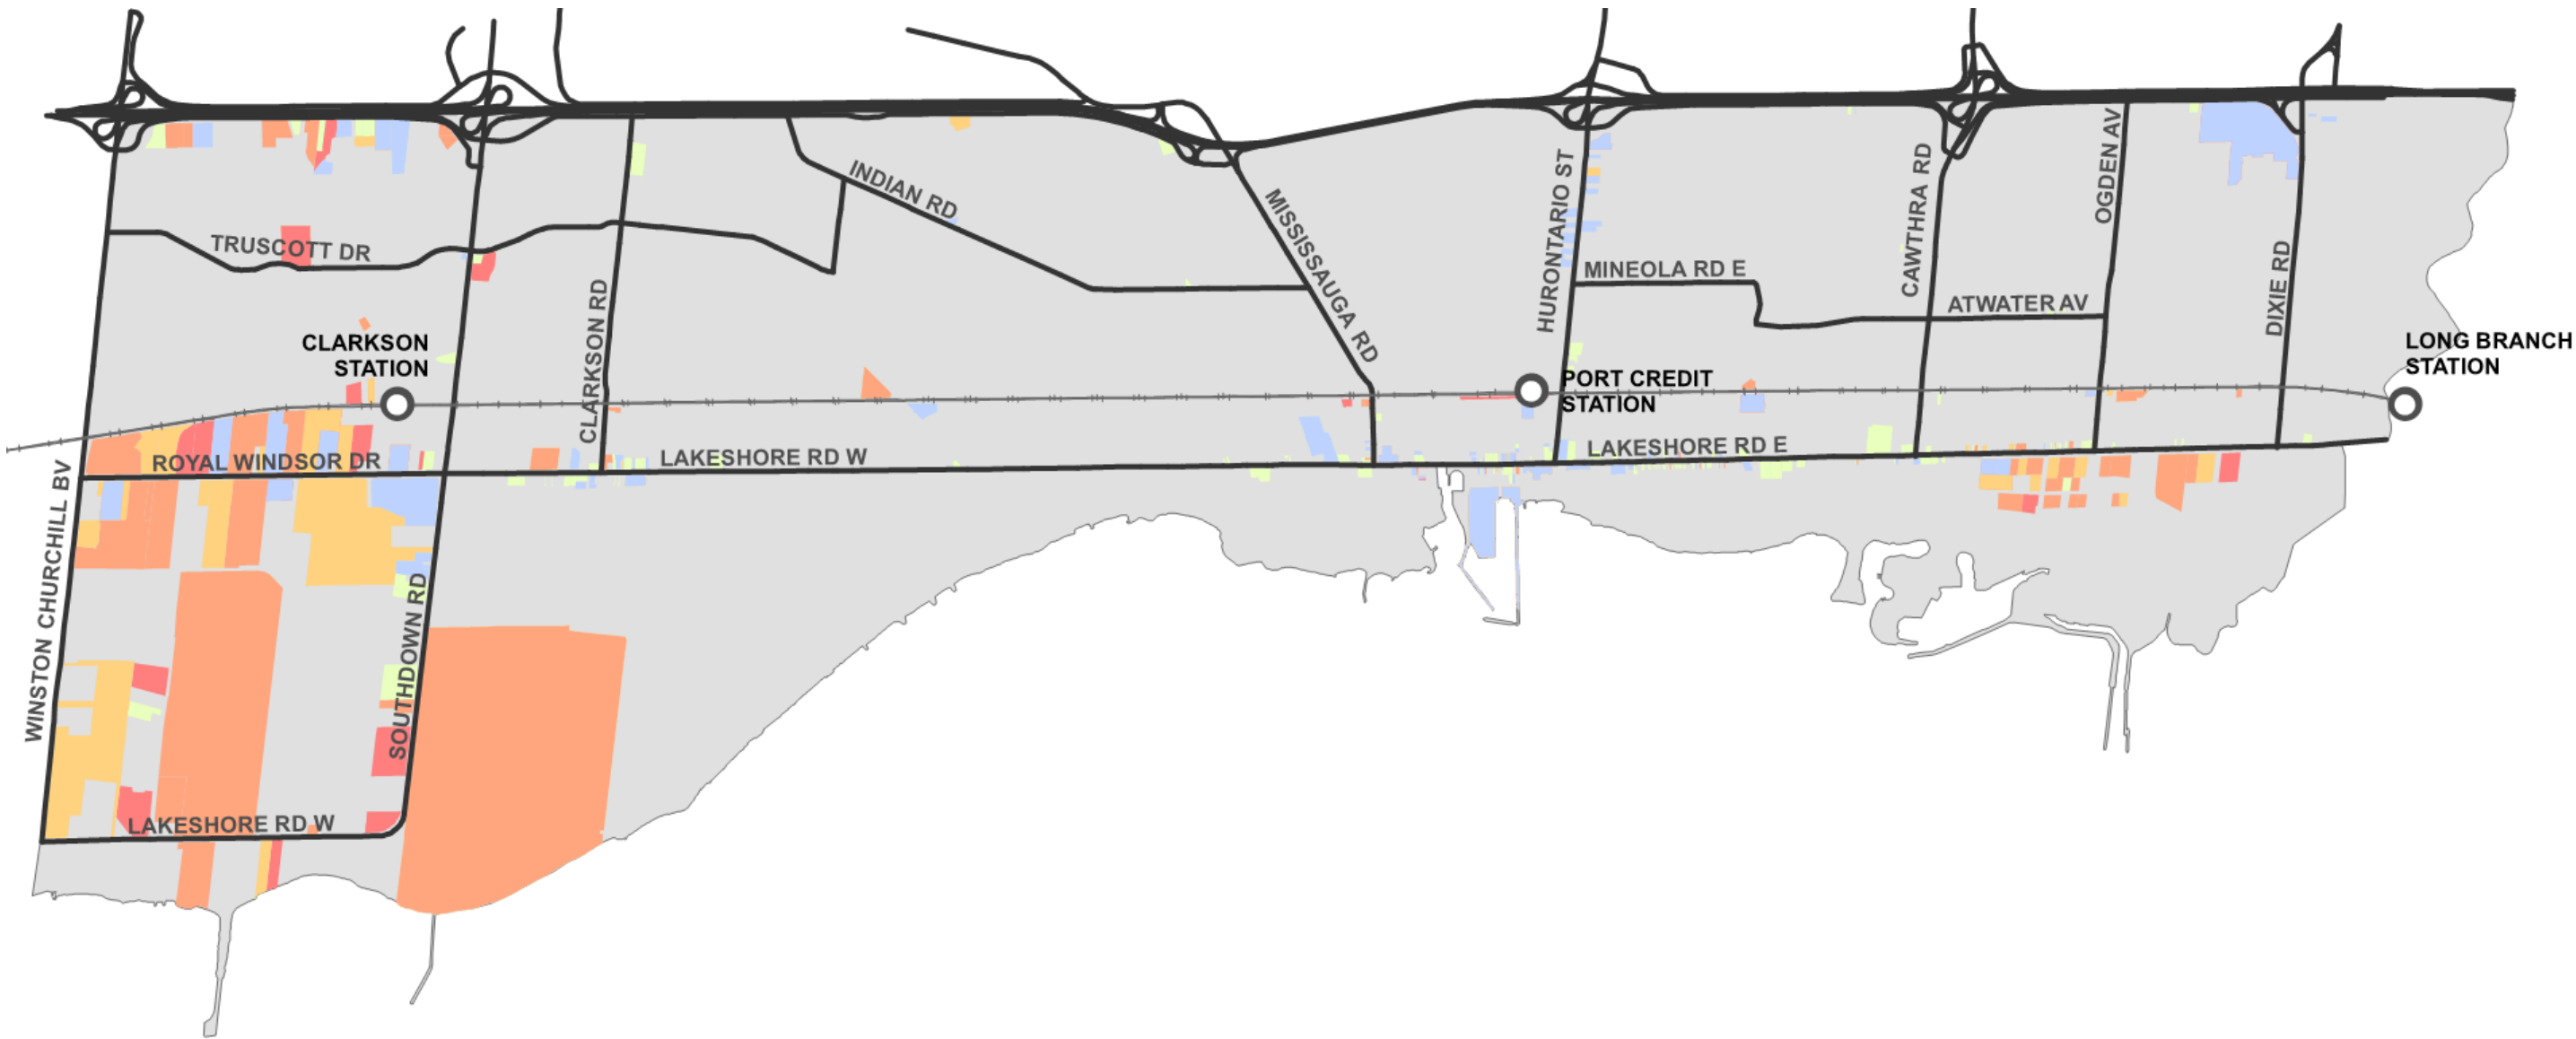 OGDEN AV
INDIAN RD
MISSISSAUGA RD
HURONTARIO ST
CAWTHRA RD
TRUSCOTT DR
DIXIE RD
MINEOLA RD E
ATWATER AV
CLARKSON RD
CLARKSON
STATION
LONG BRANCH
STATION
PORT CREDIT
STATION
LAKESHORE RD E
ROYAL WINDSOR DR
LAKESHORE RD W
WINSTON CHURCHILL BV
SOUTHDOWN RD
LAKESHORE RD W